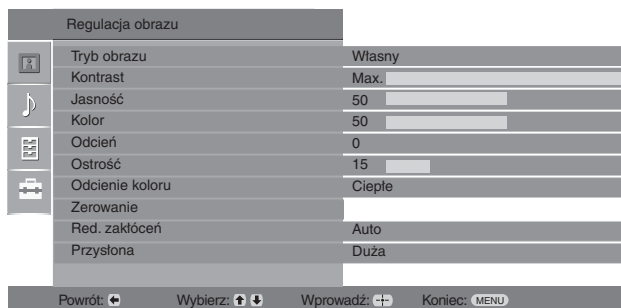 Regulacja obrazu
Tryb obrazu Własny
Kontrast Max.
Jasność 50
Kolor 50
Odcień 0
Ostrość 15
Odcienie koloru Ciepłe
Zerowanie
Red. zakłóceń Auto
Przysłona Duża
Powrót: Wybierz: Wprowadź: Koniec: MENU